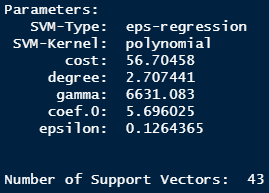 Parameters:
SVM-Type: eps-regression
SVM-Kernel: polynomial
cost: 56.70458
degree: 2.707441
gamma: 6631.083
coef.0: 5.696025
epsilon: 0.1264365
Number of Support Vectors: 43